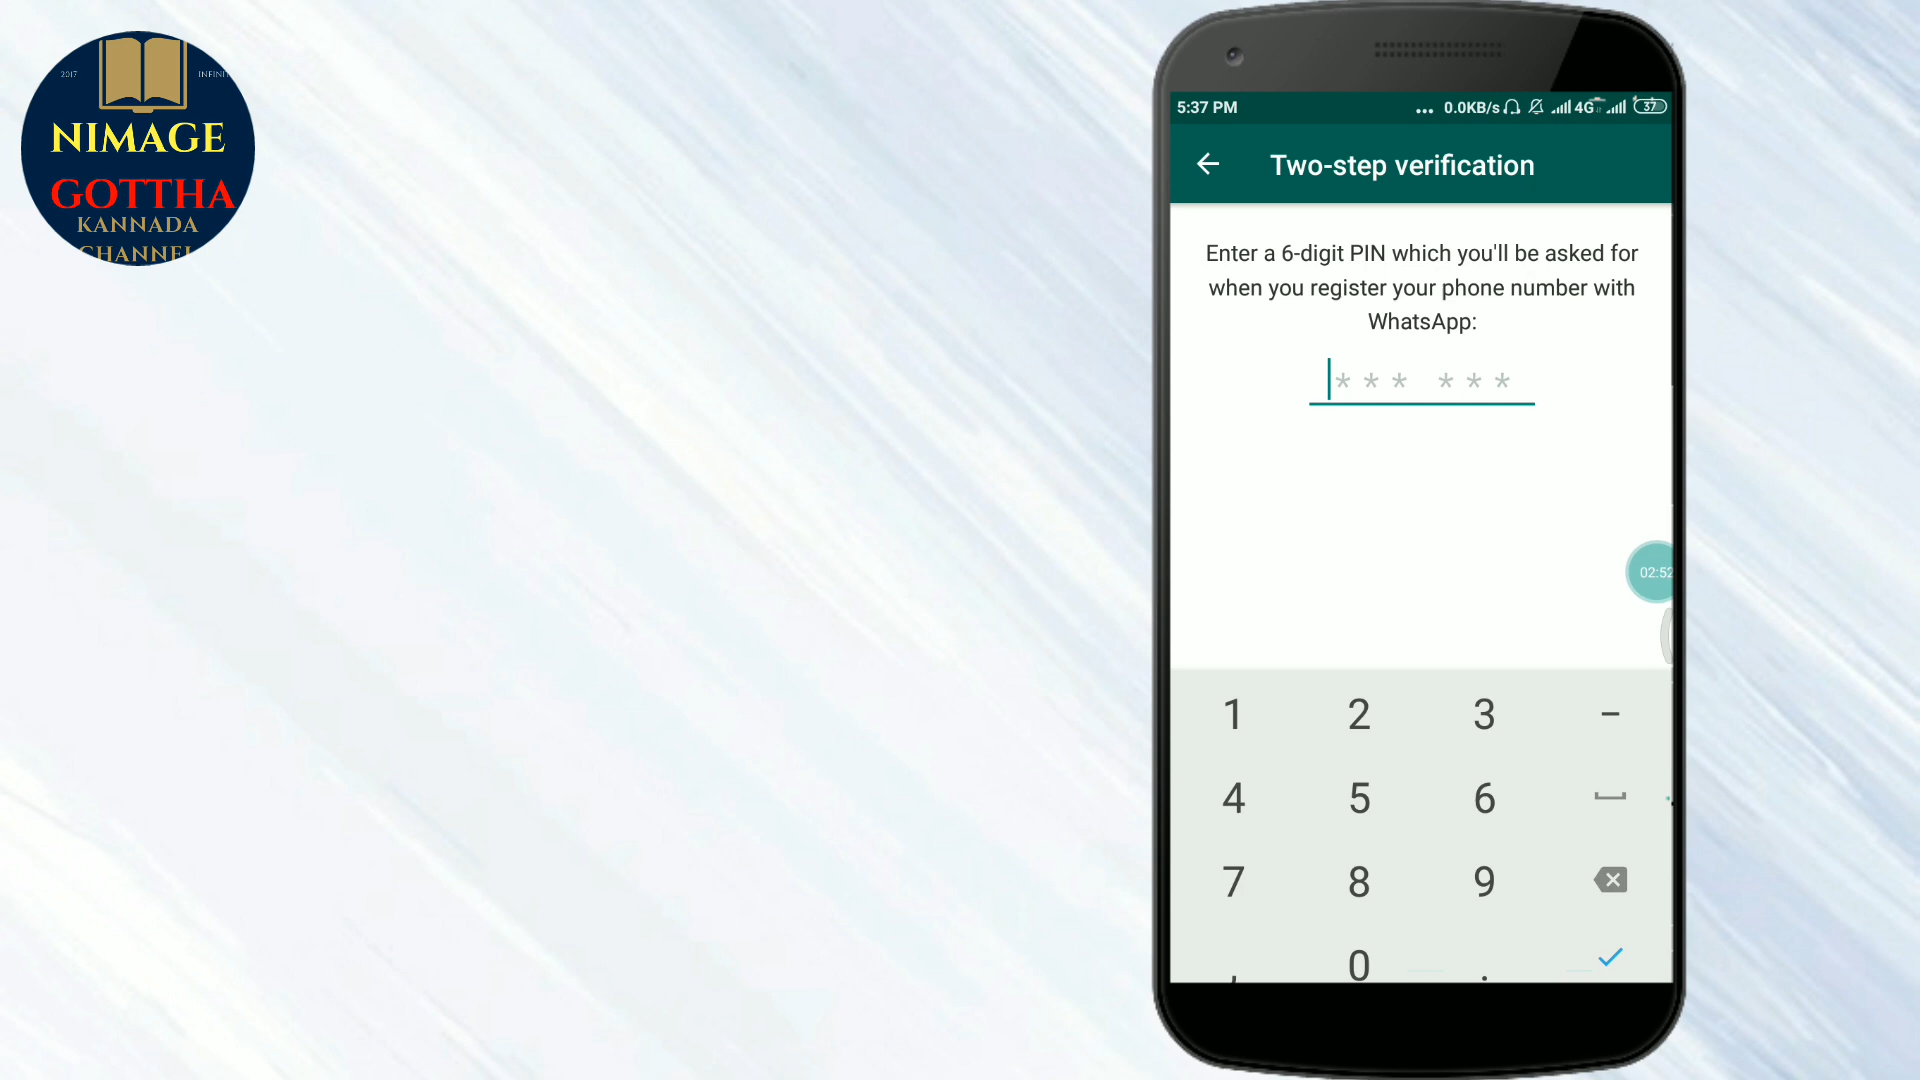 2017
NIMAGE
GOTTHA
KANNADA
CHANNEL
5:37 PM ... 0.0KB/s 4G 37
Two-step verification
Enter a 6-digit PIN which you'll be asked for
when you register your phone number with
WhatsApp:
* * * * * *
02:52
1 2 3 -
4 5 6
7 8 9
, 0 .